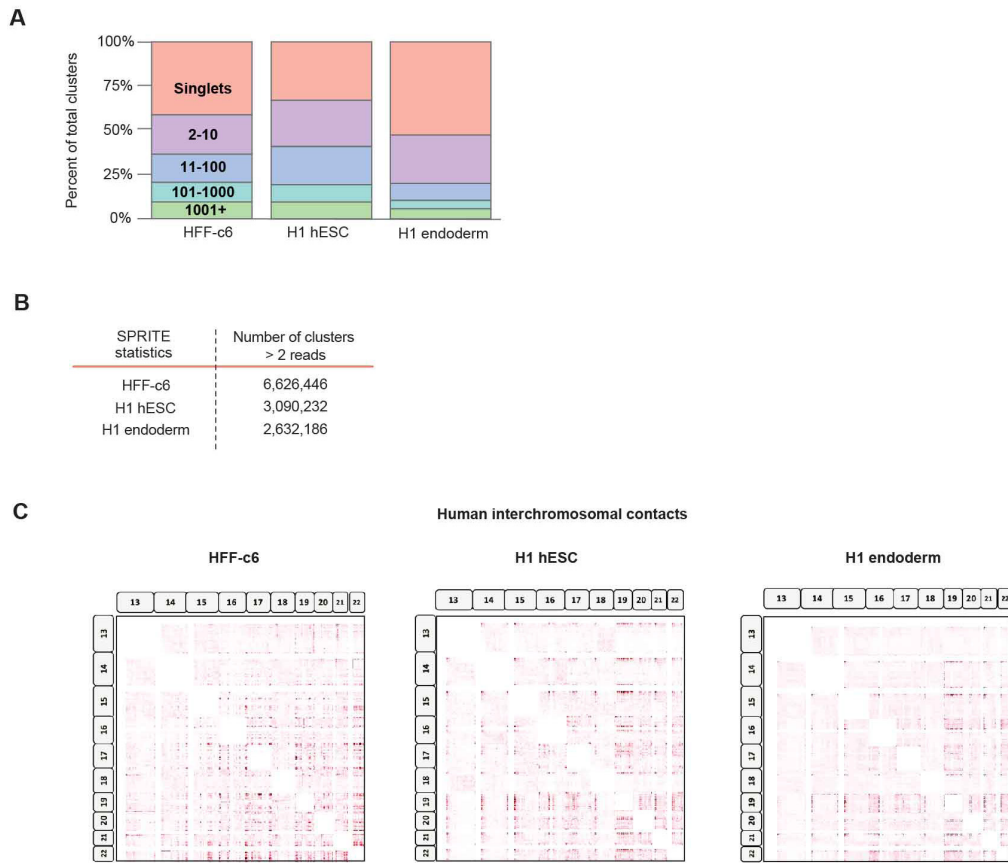 A
Percent of total clusters
100%
75%
50%
25%
0%
Singlets
2-10
11-100
101-1000
1001+
HFF-c6
H1 hESC
H1 endoderm
B
SPRITE statistics
Number of clusters > 2 reads
HFF-c6 6,626,446
H1 hESC 3,090,232
H1 endoderm 2,632,186
C
Human interchromosomal contacts
HFF-c6
13 14 15 16 17 18 19 20 21 22
13
14
15
16
17
18
19
20
21
22
H1 hESC
13 14 15 16 17 18 19 20 21 22
13
14
15
16
17
18
19
20
21
22
H1 endoderm
13 14 15 16 17 18 19 20 21 22
13
14
15
16
17
18
19
20
21
22